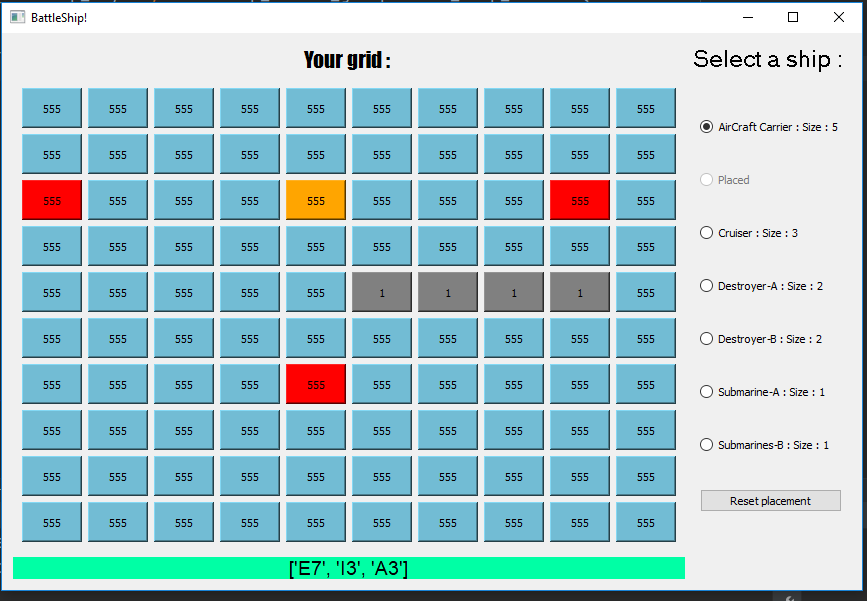 BattleShip!
Your grid :
Select a ship :
555 555 555 555 555 555 555 555 555 555
AirCraft Carrier : Size : 5
555 555 555 555 555 555 555 555 555 555
Placed
555 555 555 555 555 555 555 555 555 555
Cruiser : Size : 3
555 555 555 555 555 555 555 555 555 555
Destroyer-A : Size : 2
555 555 555 555 555 1 1 1 1 555
Destroyer-B : Size : 2
555 555 555 555 555 555 555 555 555 555
555 555 555 555 555 555 555 555 555 555
Submarine-A : Size : 1
555 555 555 555 555 555 555 555 555 555
Submarines-B : Size : 1
555 555 555 555 555 555 555 555 555 555
Reset placement
555 555 555 555 555 555 555 555 555 555
['E7', 'I3', 'A3']